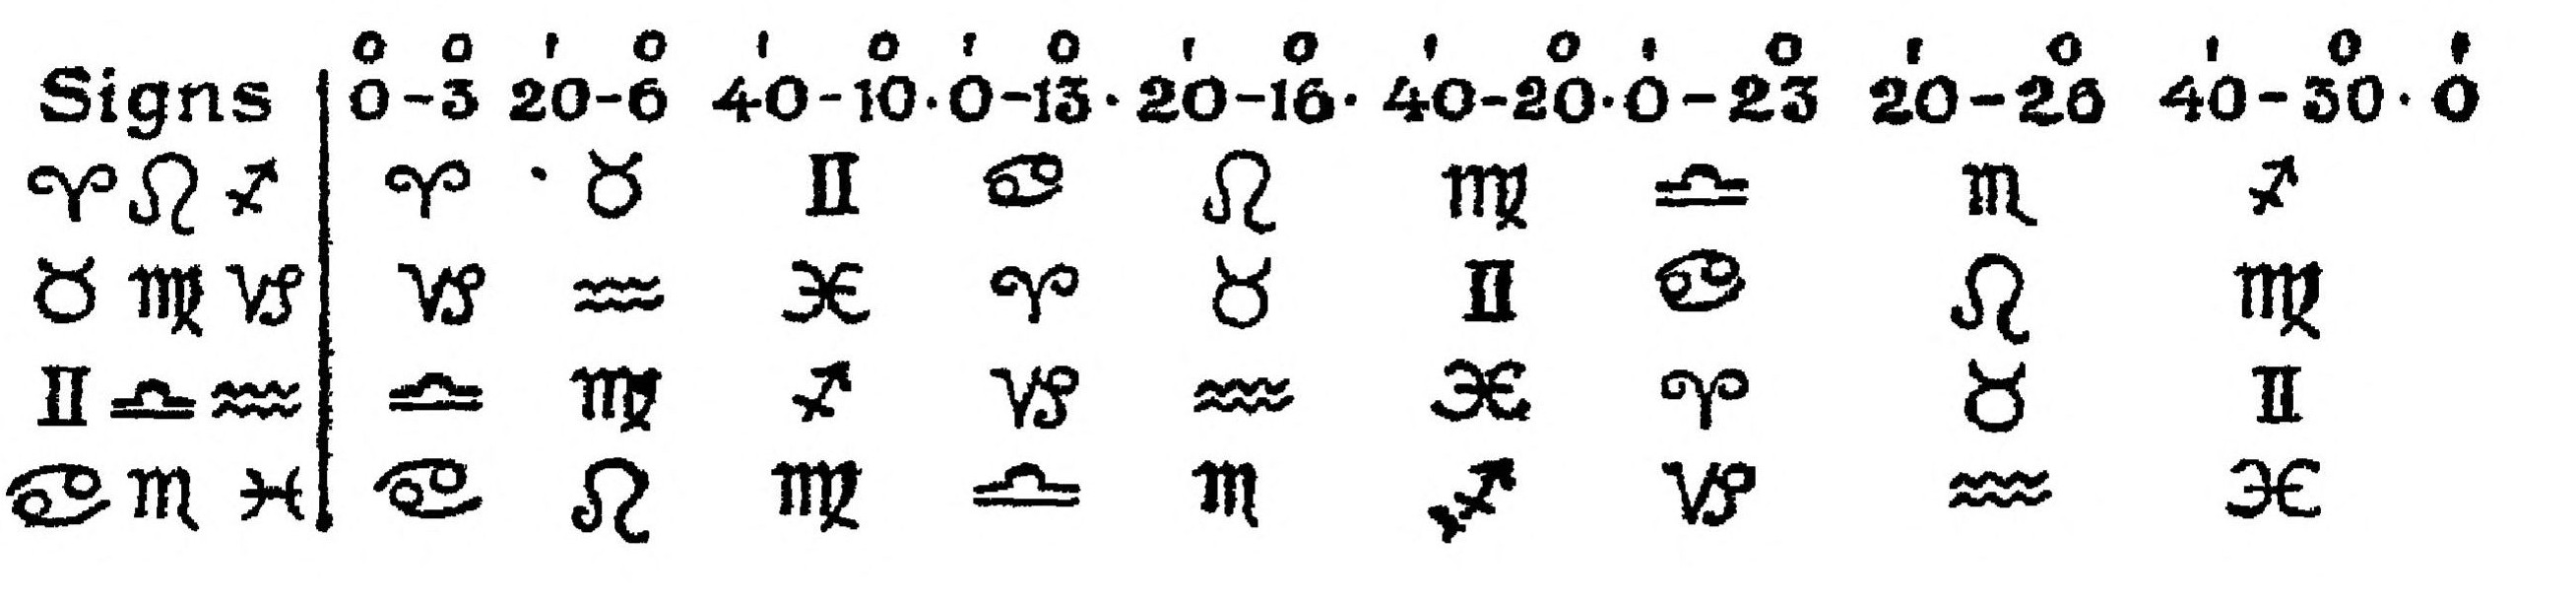 Signs 0°-3° 20'-6° 40'-10°·0'-13°·20'-16°·40'-20°·0'-23° 20'-26° 40'-30°·0'
♈ ♌ ♐ ♈ ♉ ♊ ♋ ♌ ♍ ♎ ♏ ♐
♉ ♍ ♑ ♑ ♒ ♓ ♈ ♉ ♊ ♋ ♌ ♍
♊ ♎ ♒ ♎ ♍ ♐ ♑ ♒ ♓ ♈ ♉ ♊
♋ ♏ ♓ ♋ ♌ ♍ ♎ ♏ ♐ ♑ ♒ ♓